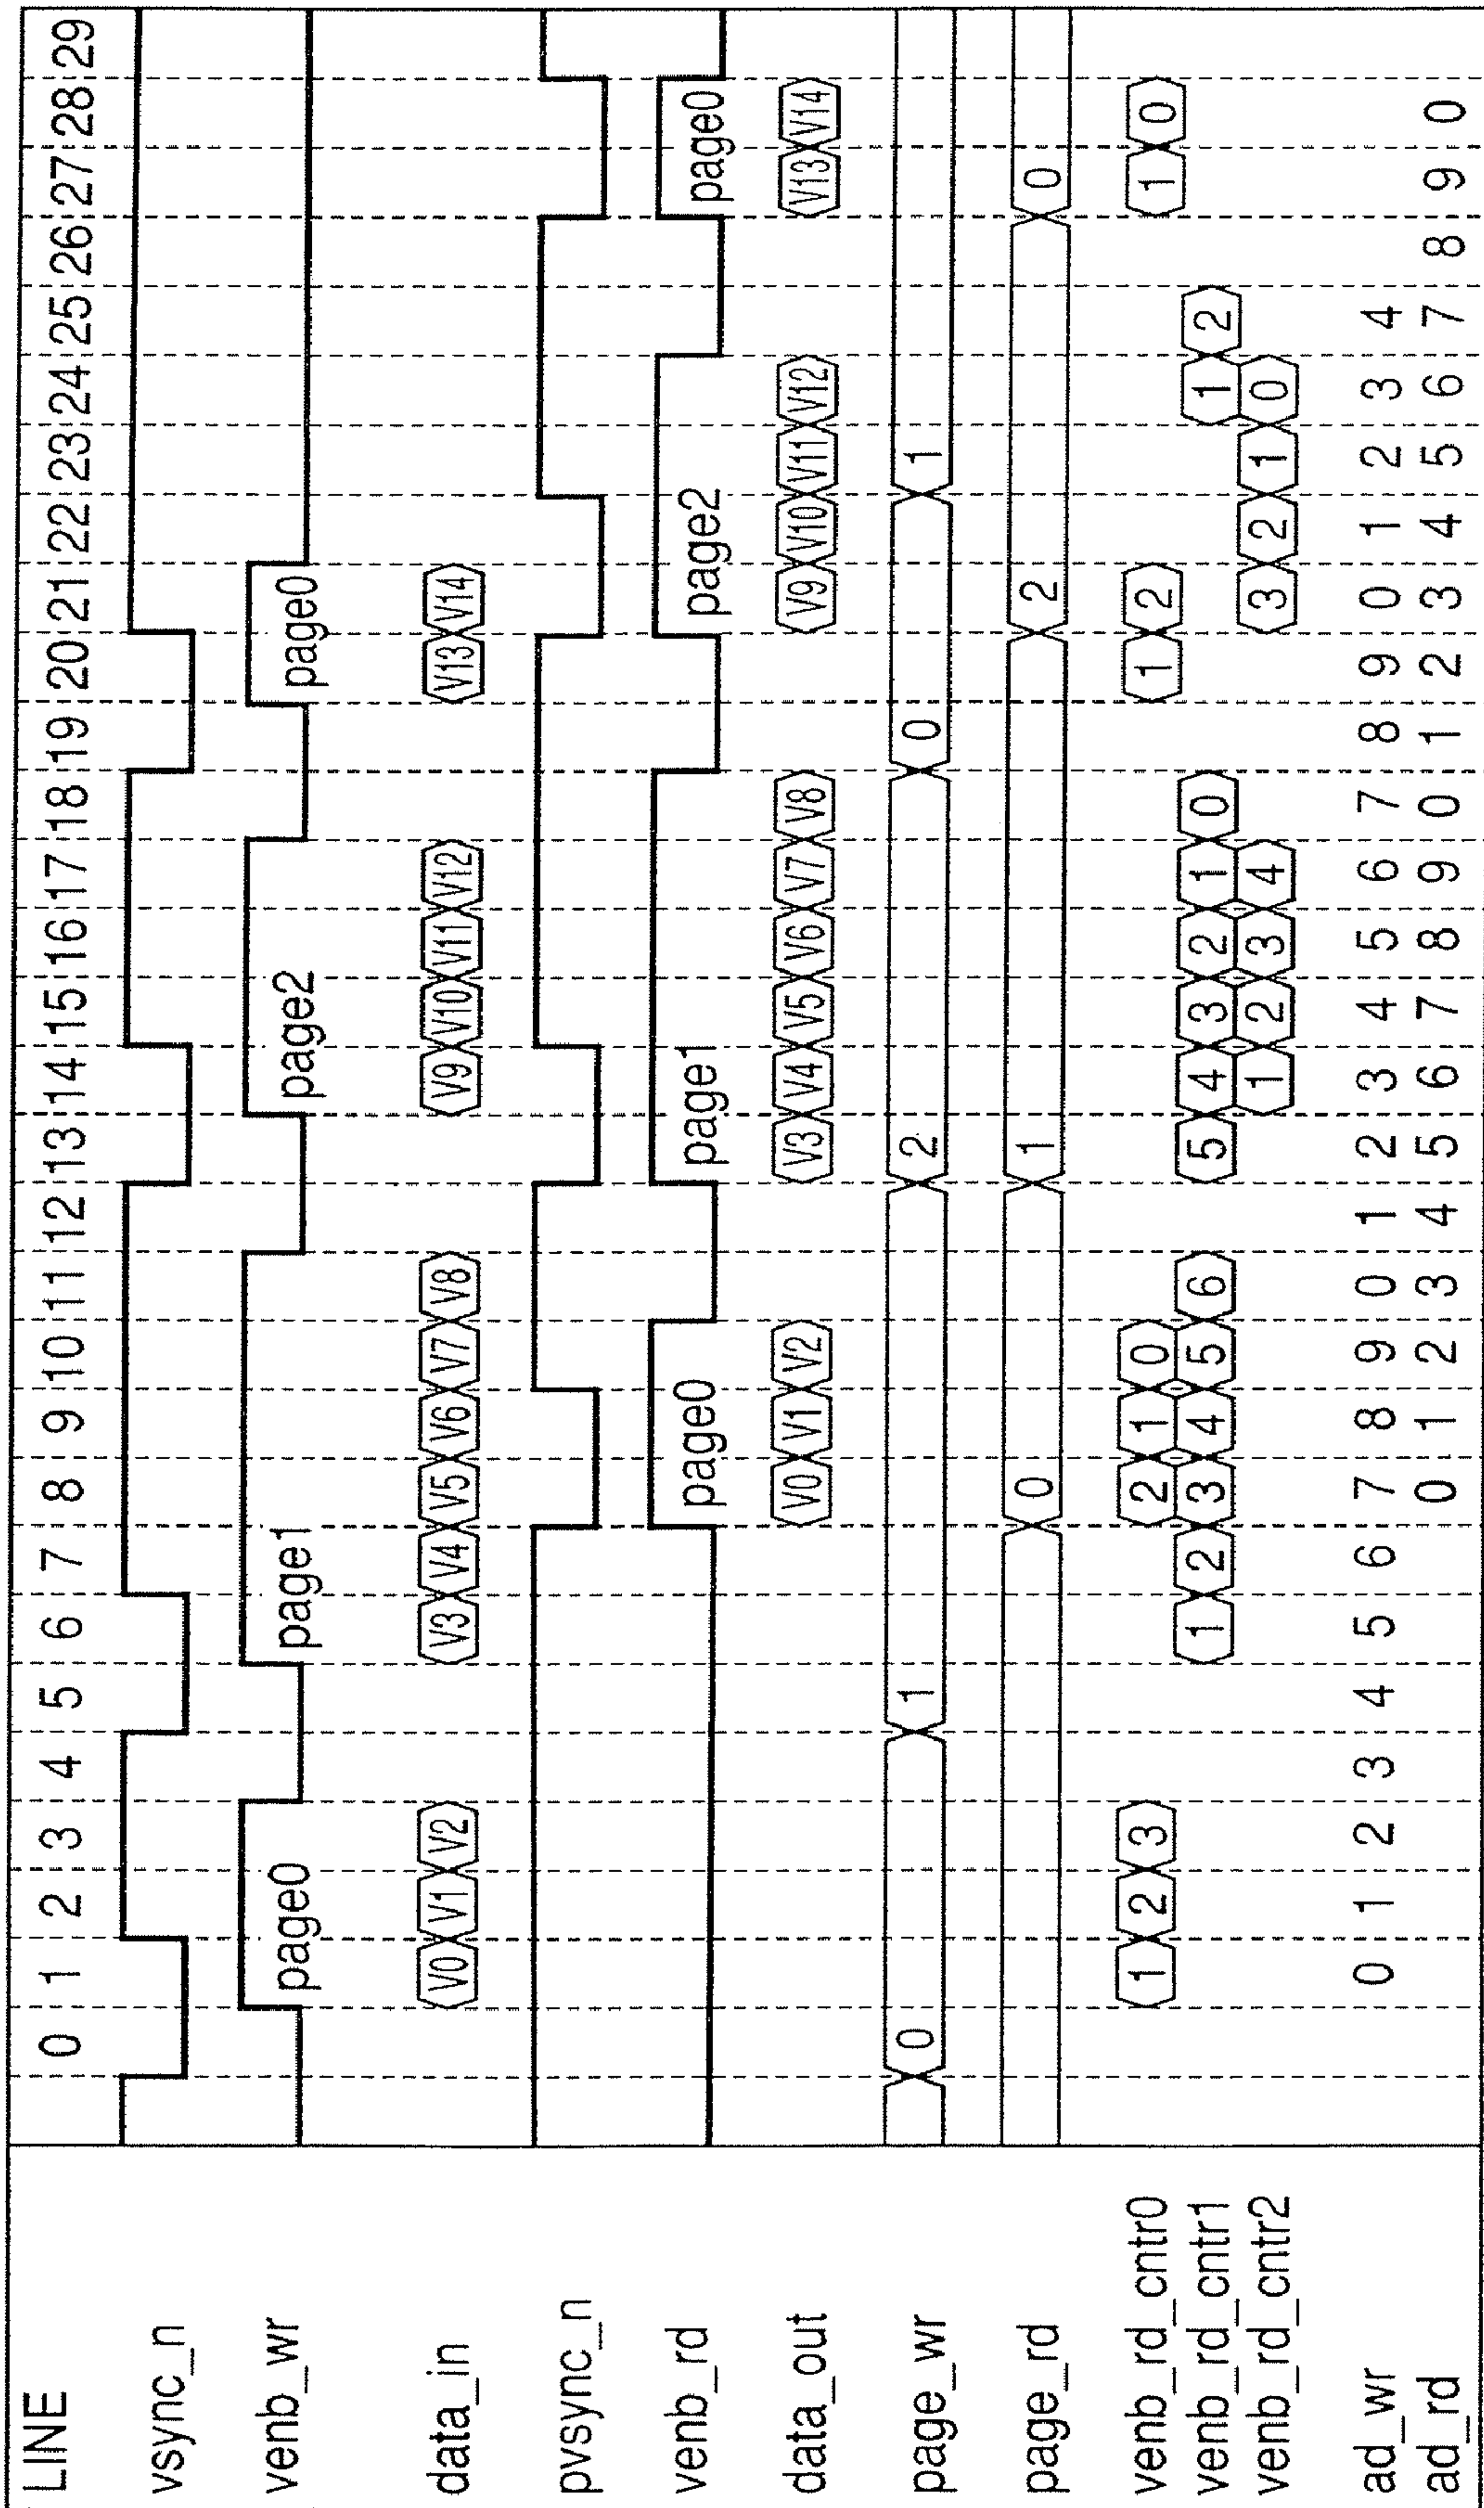 LINE 0 1 2 3 4 5 6 7 8 9 10 11 12 13 14 15 16 17 18 19 20 21 22 23 24 25 26 27 28 29
vsync_n
venb_wr page0 page1 page2 page0
data_in V0 V1 V2 V3 V4 V5 V6 V7 V8 V9 V10 V11 V12 V13 V14
pvsync_n
venb_rd page0 page1 page2 page0
data_out V0 V1 V2 V3 V4 V5 V6 V7 V8 V9 V10 V11 V12 V13 V14
page_wr 0 1 2 0 1
page_rd 0 1 2 0
venb_rd_cntr0 1 2 3 2 1 0 1 2 1 0
venb_rd_cntr1 1 2 3 4 5 6 5 4 3 2 1 0 1 2
venb_rd_cntr2 1 2 3 4 3 2 1 0
ad_wr 0 1 2 3 4 5 6 7 8 9 0 1 2 3 4 5 6 7 8 9 0 1 2 3 4
ad_rd 0 1 2 3 4 5 6 7 8 9 0 1 2 3 4 5 6 7 8 9 0